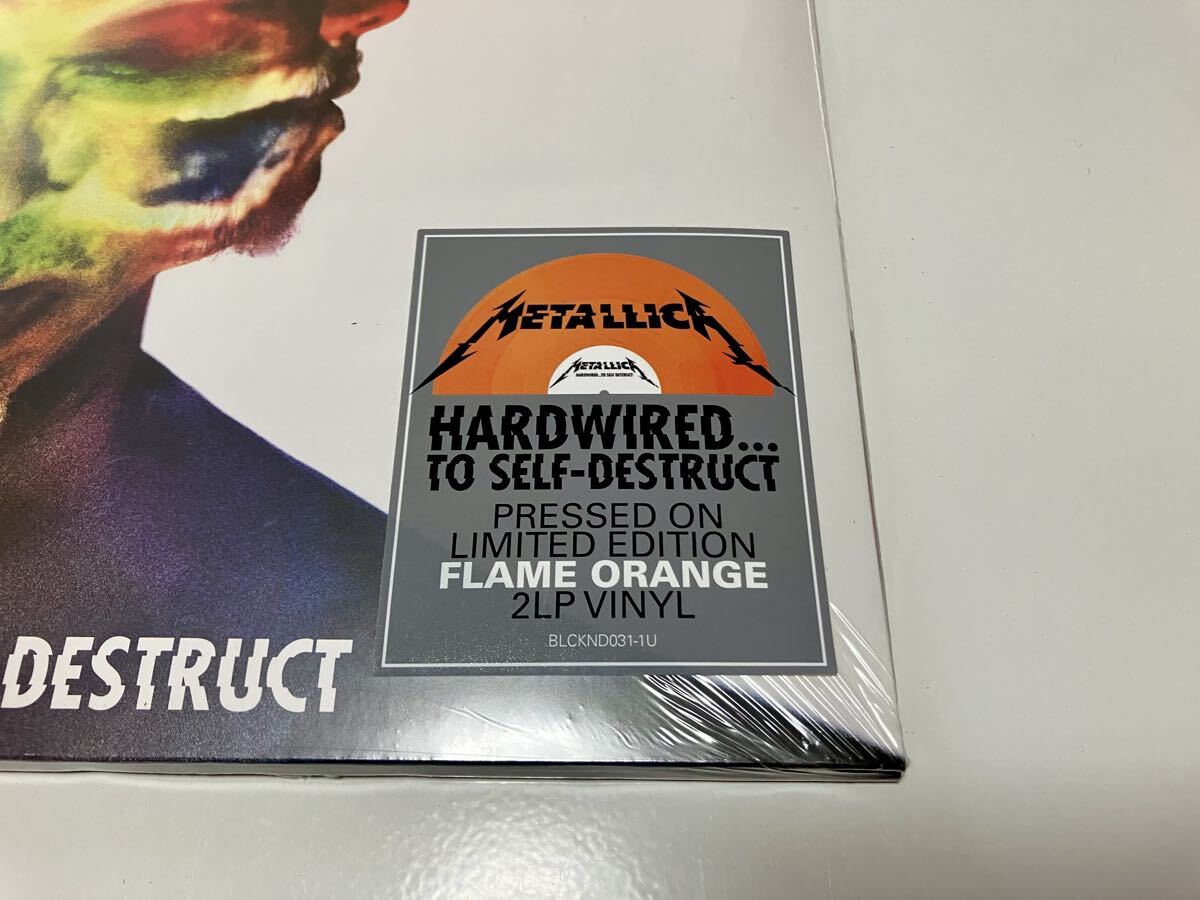 METALLICA
METALLICA
HARDWIRED...TO SELF DESTRUCT
HARDWIRED...
TO SELF-DESTRUCT
PRESSED ON
LIMITED EDITION
FLAME ORANGE
2LP VINYL
BLCKND031-1U
DESTRUCT